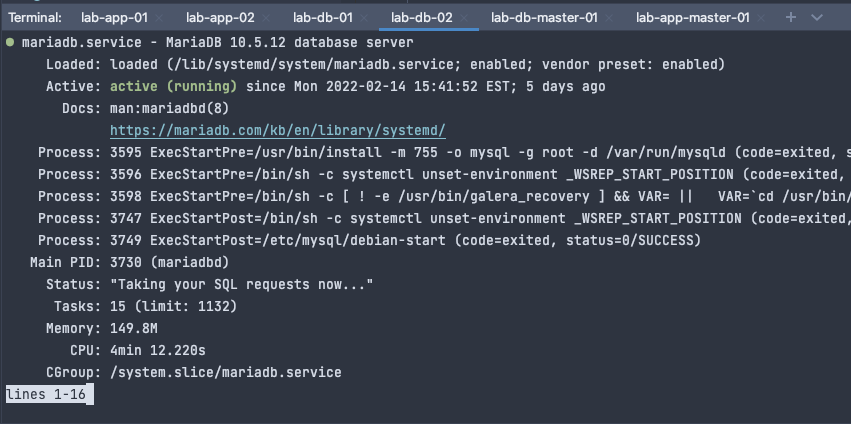 Terminal: lab-app-01 × lab-app-02 × lab-db-01 × lab-db-02 × lab-db-master-01 × lab-app-master-01 × +
● mariadb.service - MariaDB 10.5.12 database server
Loaded: loaded (/lib/systemd/system/mariadb.service; enabled; vendor preset: enabled)
Active: active (running) since Mon 2022-02-14 15:41:52 EST; 5 days ago
Docs: man:mariadbd(8)
https://mariadb.com/kb/en/library/systemd/
Process: 3595 ExecStartPre=/usr/bin/install -m 755 -o mysql -g root -d /var/run/mysqld (code=exited, s
Process: 3596 ExecStartPre=/bin/sh -c systemctl unset-environment _WSREP_START_POSITION (code=exited,
Process: 3598 ExecStartPre=/bin/sh -c [ ! -e /usr/bin/galera_recovery ] && VAR= ||   VAR=`cd /usr/bin/
Process: 3747 ExecStartPost=/bin/sh -c systemctl unset-environment _WSREP_START_POSITION (code=exited,
Process: 3749 ExecStartPost=/etc/mysql/debian-start (code=exited, status=0/SUCCESS)
Main PID: 3730 (mariadbd)
Status: "Taking your SQL requests now..."
Tasks: 15 (limit: 1132)
Memory: 149.8M
CPU: 4min 12.220s
CGroup: /system.slice/mariadb.service
lines 1-16